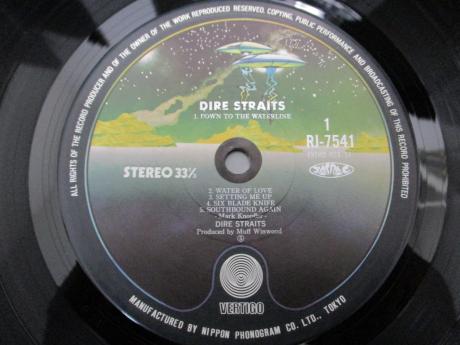 ALL RIGHTS OF THE RECORD PRODUCER AND OF THE OWNER OF THE WORK REPRODUCED RESERVED. COPYING, PUBLIC PERFORMANCE AND BROADCASTING OF THIS RECORD PROHIBITED
DIRE STRAITS
1. POWN TO THE WATERLINE
1
RJ-7541
STEREO 33⅓
2. WATER OF LOVE
3. SETTING ME UP
4. SIX BLADE KNIFE
5. SOUTHBOUND AGAIN
Mark Knopfler
DIRE STRAITS
Produced by Muff Winwood
VERTIGO
MANUFACTURED BY NIPPON PHONOGRAM CO. LTD., TOKYO